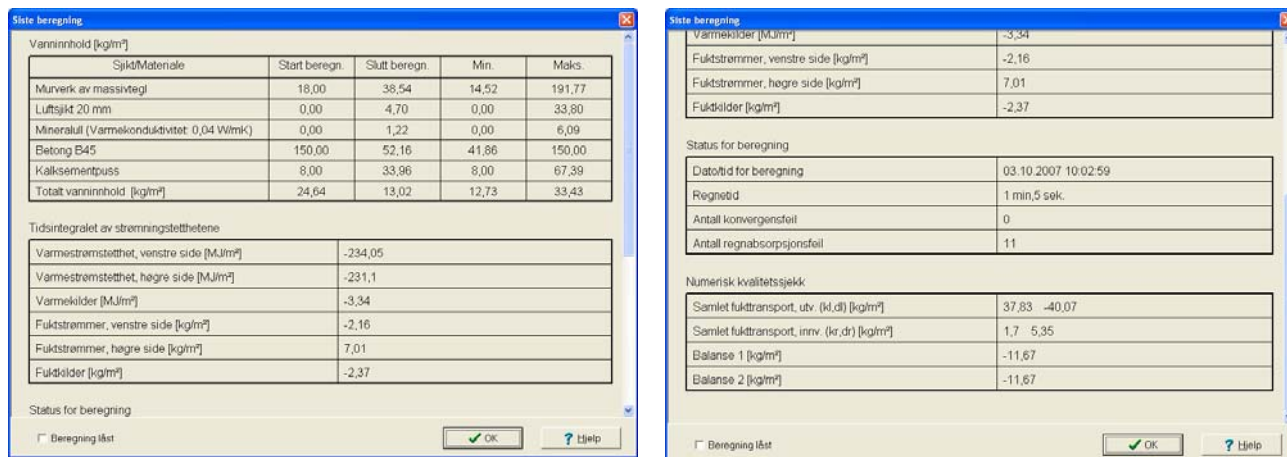 Siste beregning
Vanninnhold [kg/m³]
Sjikt/Materiale Start beregn. Slutt beregn. Min. Maks.
Murverk av massivtegl 18,00 38,54 14,52 191,77
Luftsjikt 20 mm 0,00 4,70 0,00 33,80
Mineralull (Varmekonduktivitet: 0,04 W/mK) 0,00 1,22 0,00 6,09
Betong B45 150,00 52,16 41,86 150,00
Kalksementpuss 8,00 33,96 8,00 67,39
Totalt vanninnhold [kg/m²] 24,64 13,02 12,73 33,43
Tidsintegralet av strømningstetthetene
Varmestrømstetthet, venstre side [MJ/m²] -234,05
Varmestrømstetthet, høgre side [MJ/m²] -231,1
Varmekilder [MJ/m²] -3,34
Fuktstrømmer, venstre side [kg/m²] -2,16
Fuktstrømmer, høgre side [kg/m²] 7,01
Fuktkilder [kg/m²] -2,37
Status for beregning
Beregning låst OK Hjelp
Siste beregning
Varmekilder [MJ/m²] -3,34
Fuktstrømmer, venstre side [kg/m²] -2,16
Fuktstrømmer, høgre side [kg/m²] 7,01
Fuktkilder [kg/m²] -2,37
Status for beregning
Dato/tid for beregning 03.10.2007 10:02:59
Regnetid 1 min,5 sek.
Antall konvergensfeil 0
Antall regnabsorpsjonsfeil 11
Numerisk kvalitetssjekk
Samlet fukttransport, utv. (kl,dl) [kg/m²] 37,83 -40,07
Samlet fukttransport, innv. (kr,dr) [kg/m²] 1,7 5,35
Balanse 1 [kg/m²] -11,67
Balanse 2 [kg/m²] -11,67
Beregning låst OK Hjelp